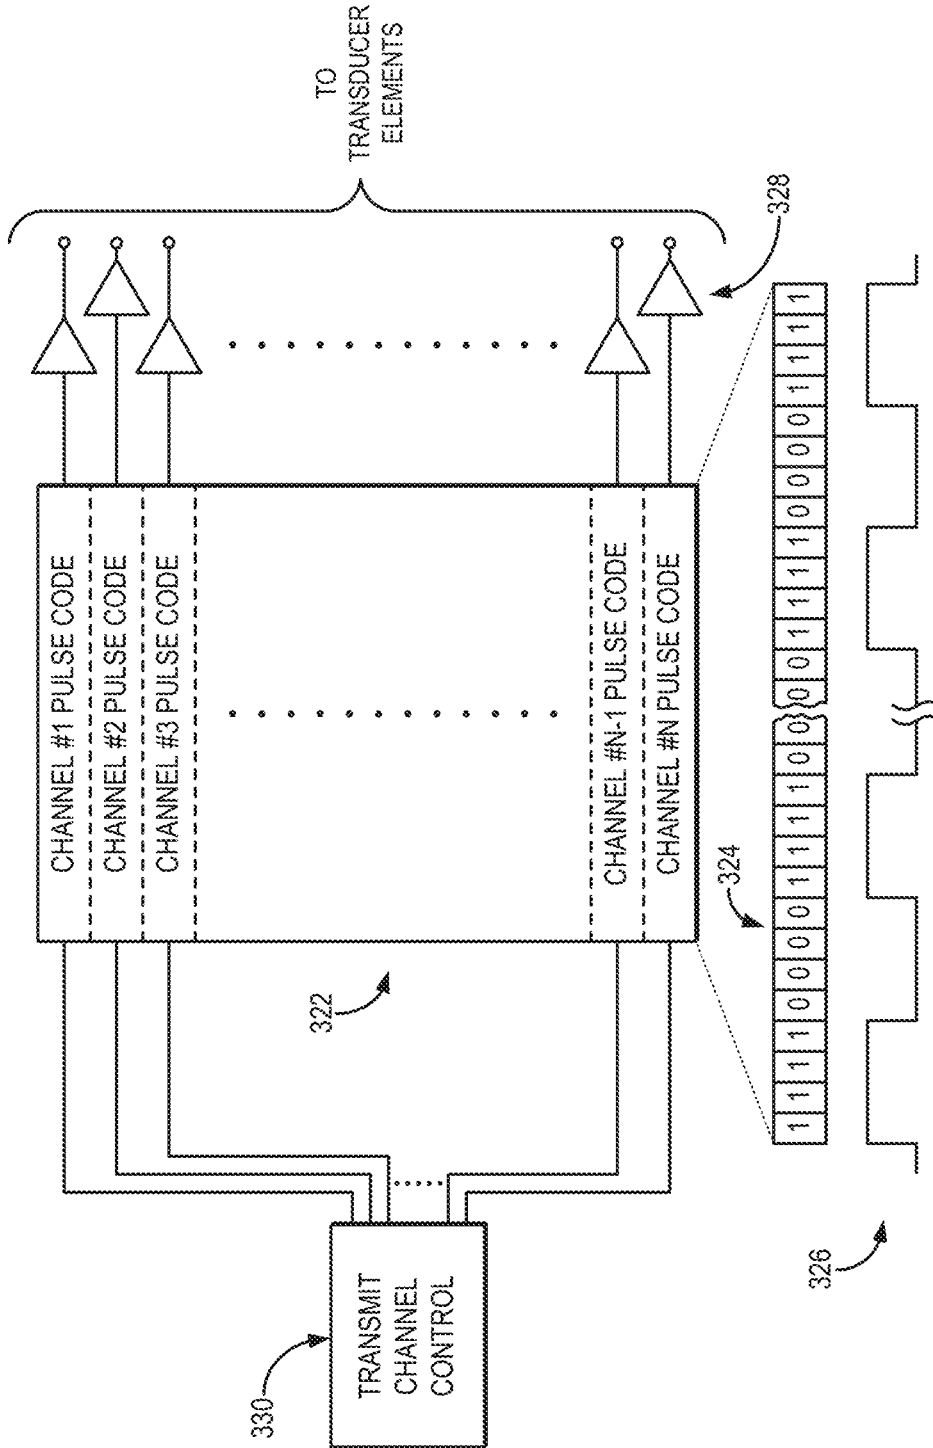 330
TRANSMIT
CHANNEL
CONTROL
322
CHANNEL #1 PULSE CODE
CHANNEL #2 PULSE CODE
CHANNEL #3 PULSE CODE
CHANNEL #N-1 PULSE CODE
CHANNEL #N PULSE CODE
TO
TRANSDUCER
ELEMENTS
328
324
1 1 1 1 0 0 0 0 1 1 1 1 0 0 0 0 1 1 1 1 0 0 0 0 1 1 1 1
326